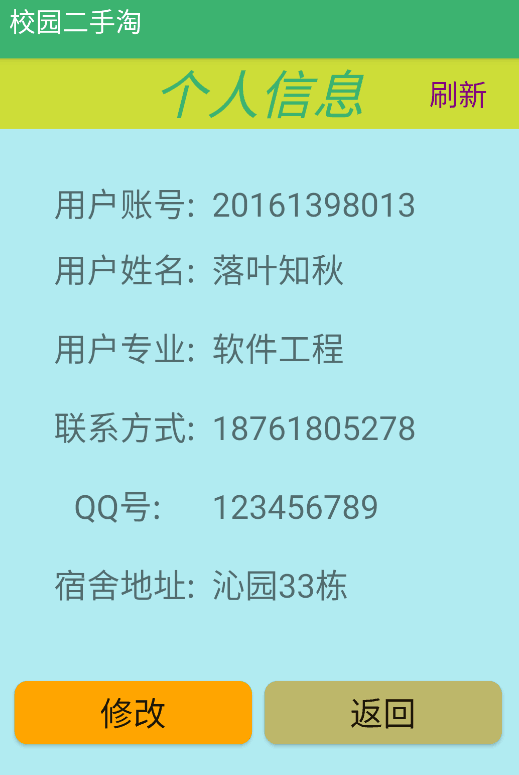 校园二手淘
个人信息 刷新
用户账号: 20161398013
用户姓名: 落叶知秋
用户专业: 软件工程
联系方式: 18761805278
QQ号: 123456789
宿舍地址: 沁园33栋
修改 返回